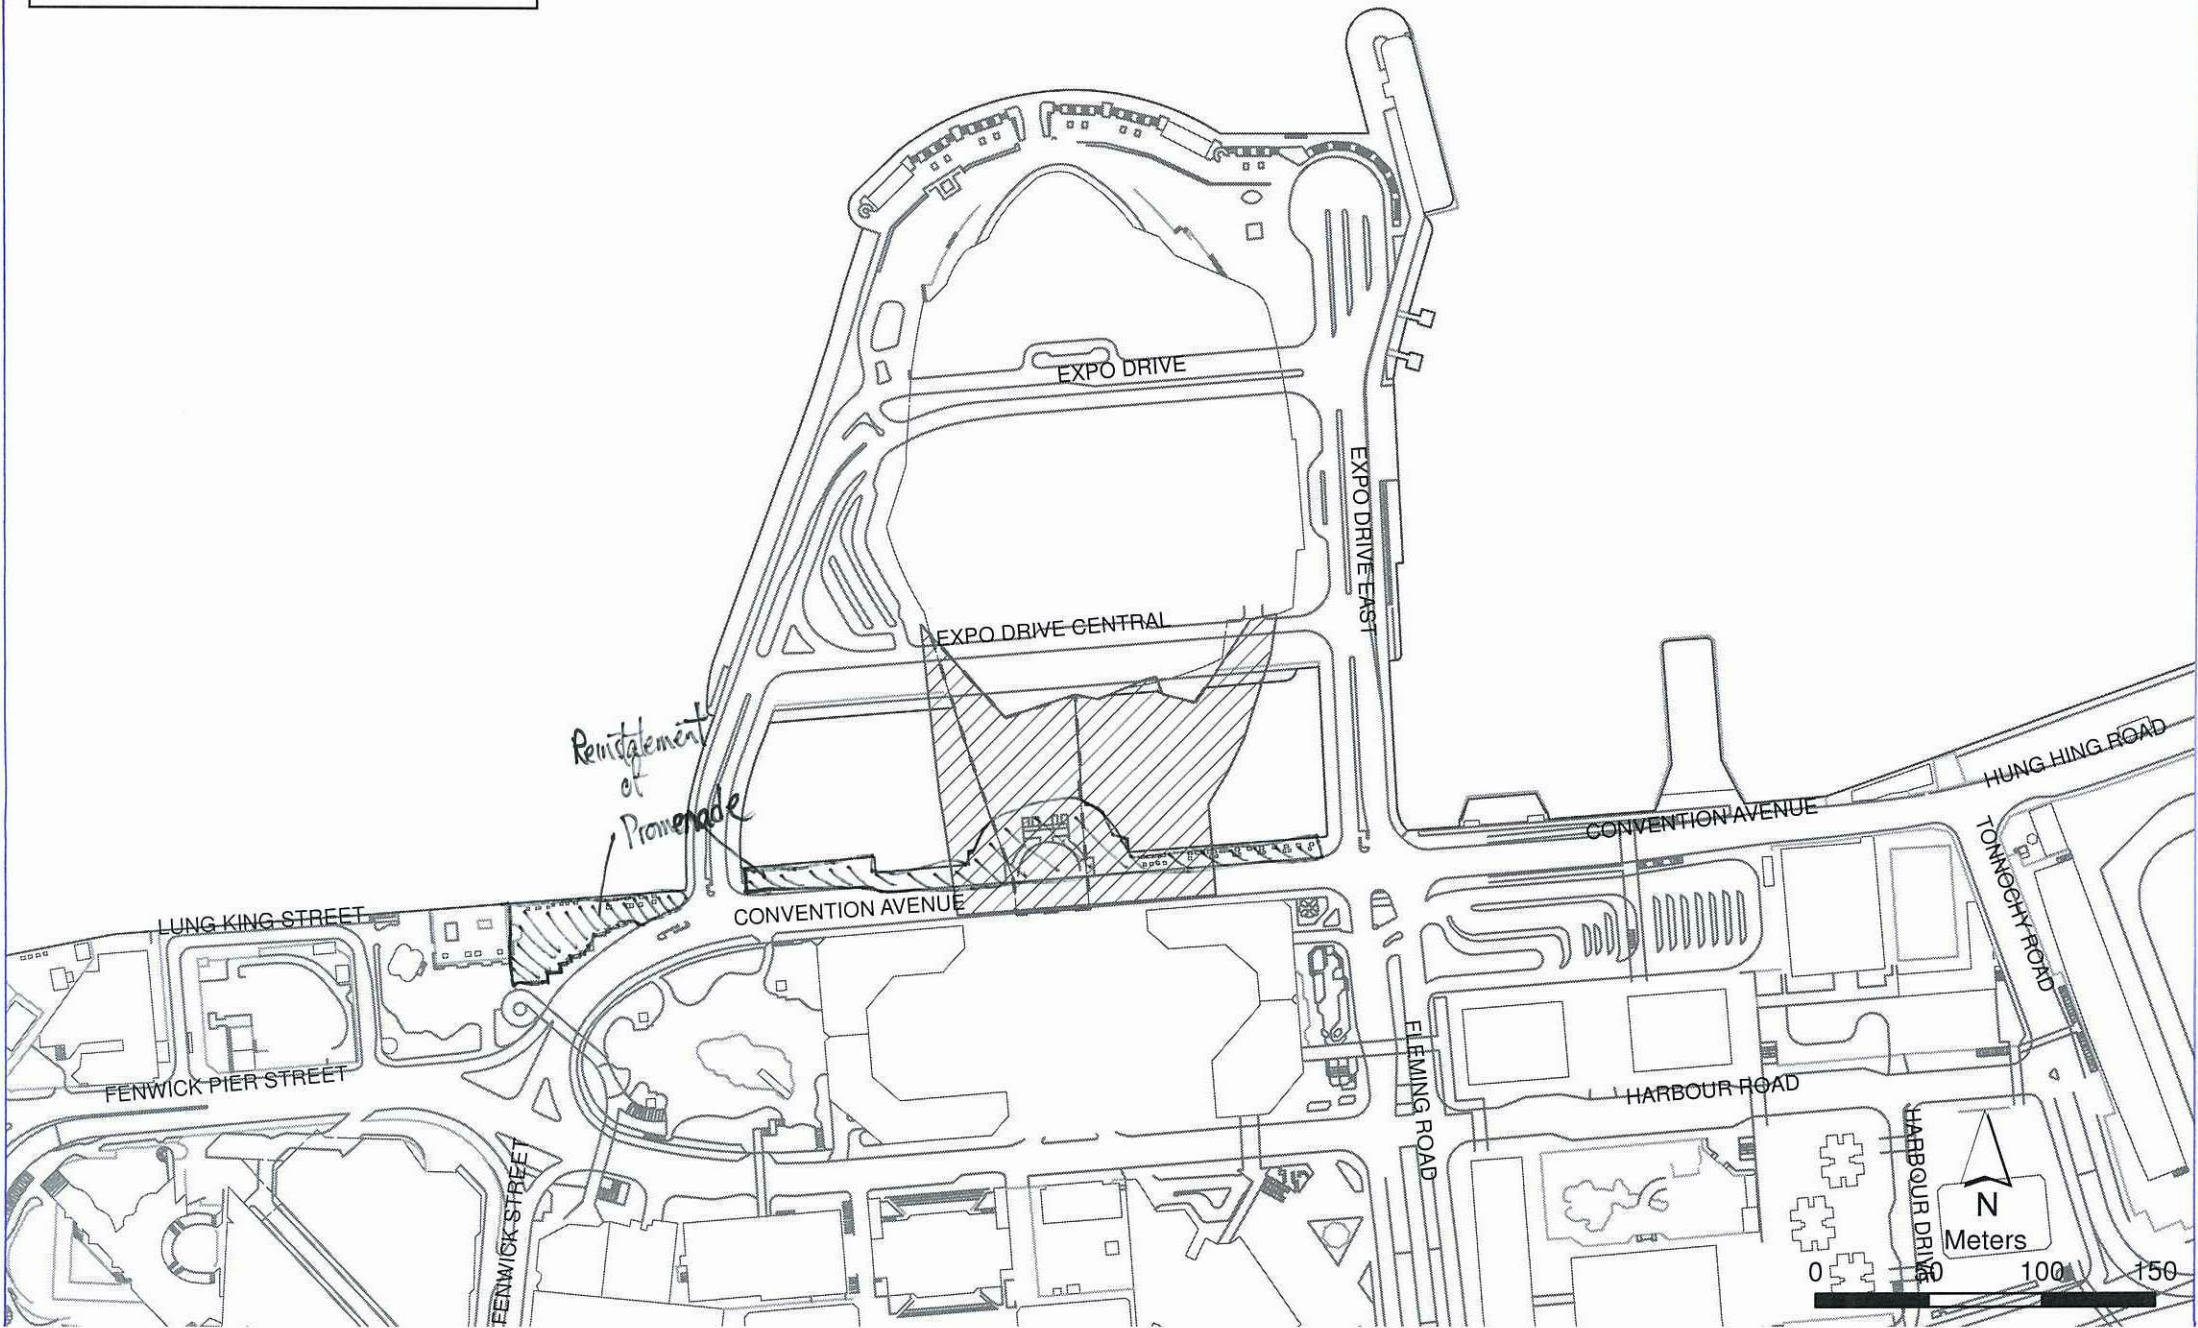 EXPO DRIVE
EXPO DRIVE EAST
EXPO DRIVE CENTRAL
Reinstatement
of
Promenade
HUNG HING ROAD
CONVENTION AVENUE
TONNOCHY ROAD
LUNG KING STREET
CONVENTION AVENUE
FENWICK PIER STREET
FLEMING ROAD
HARBOUR ROAD
FENWICK STREET
HARBOUR DRIVE
N
Meters
0 50 100 150